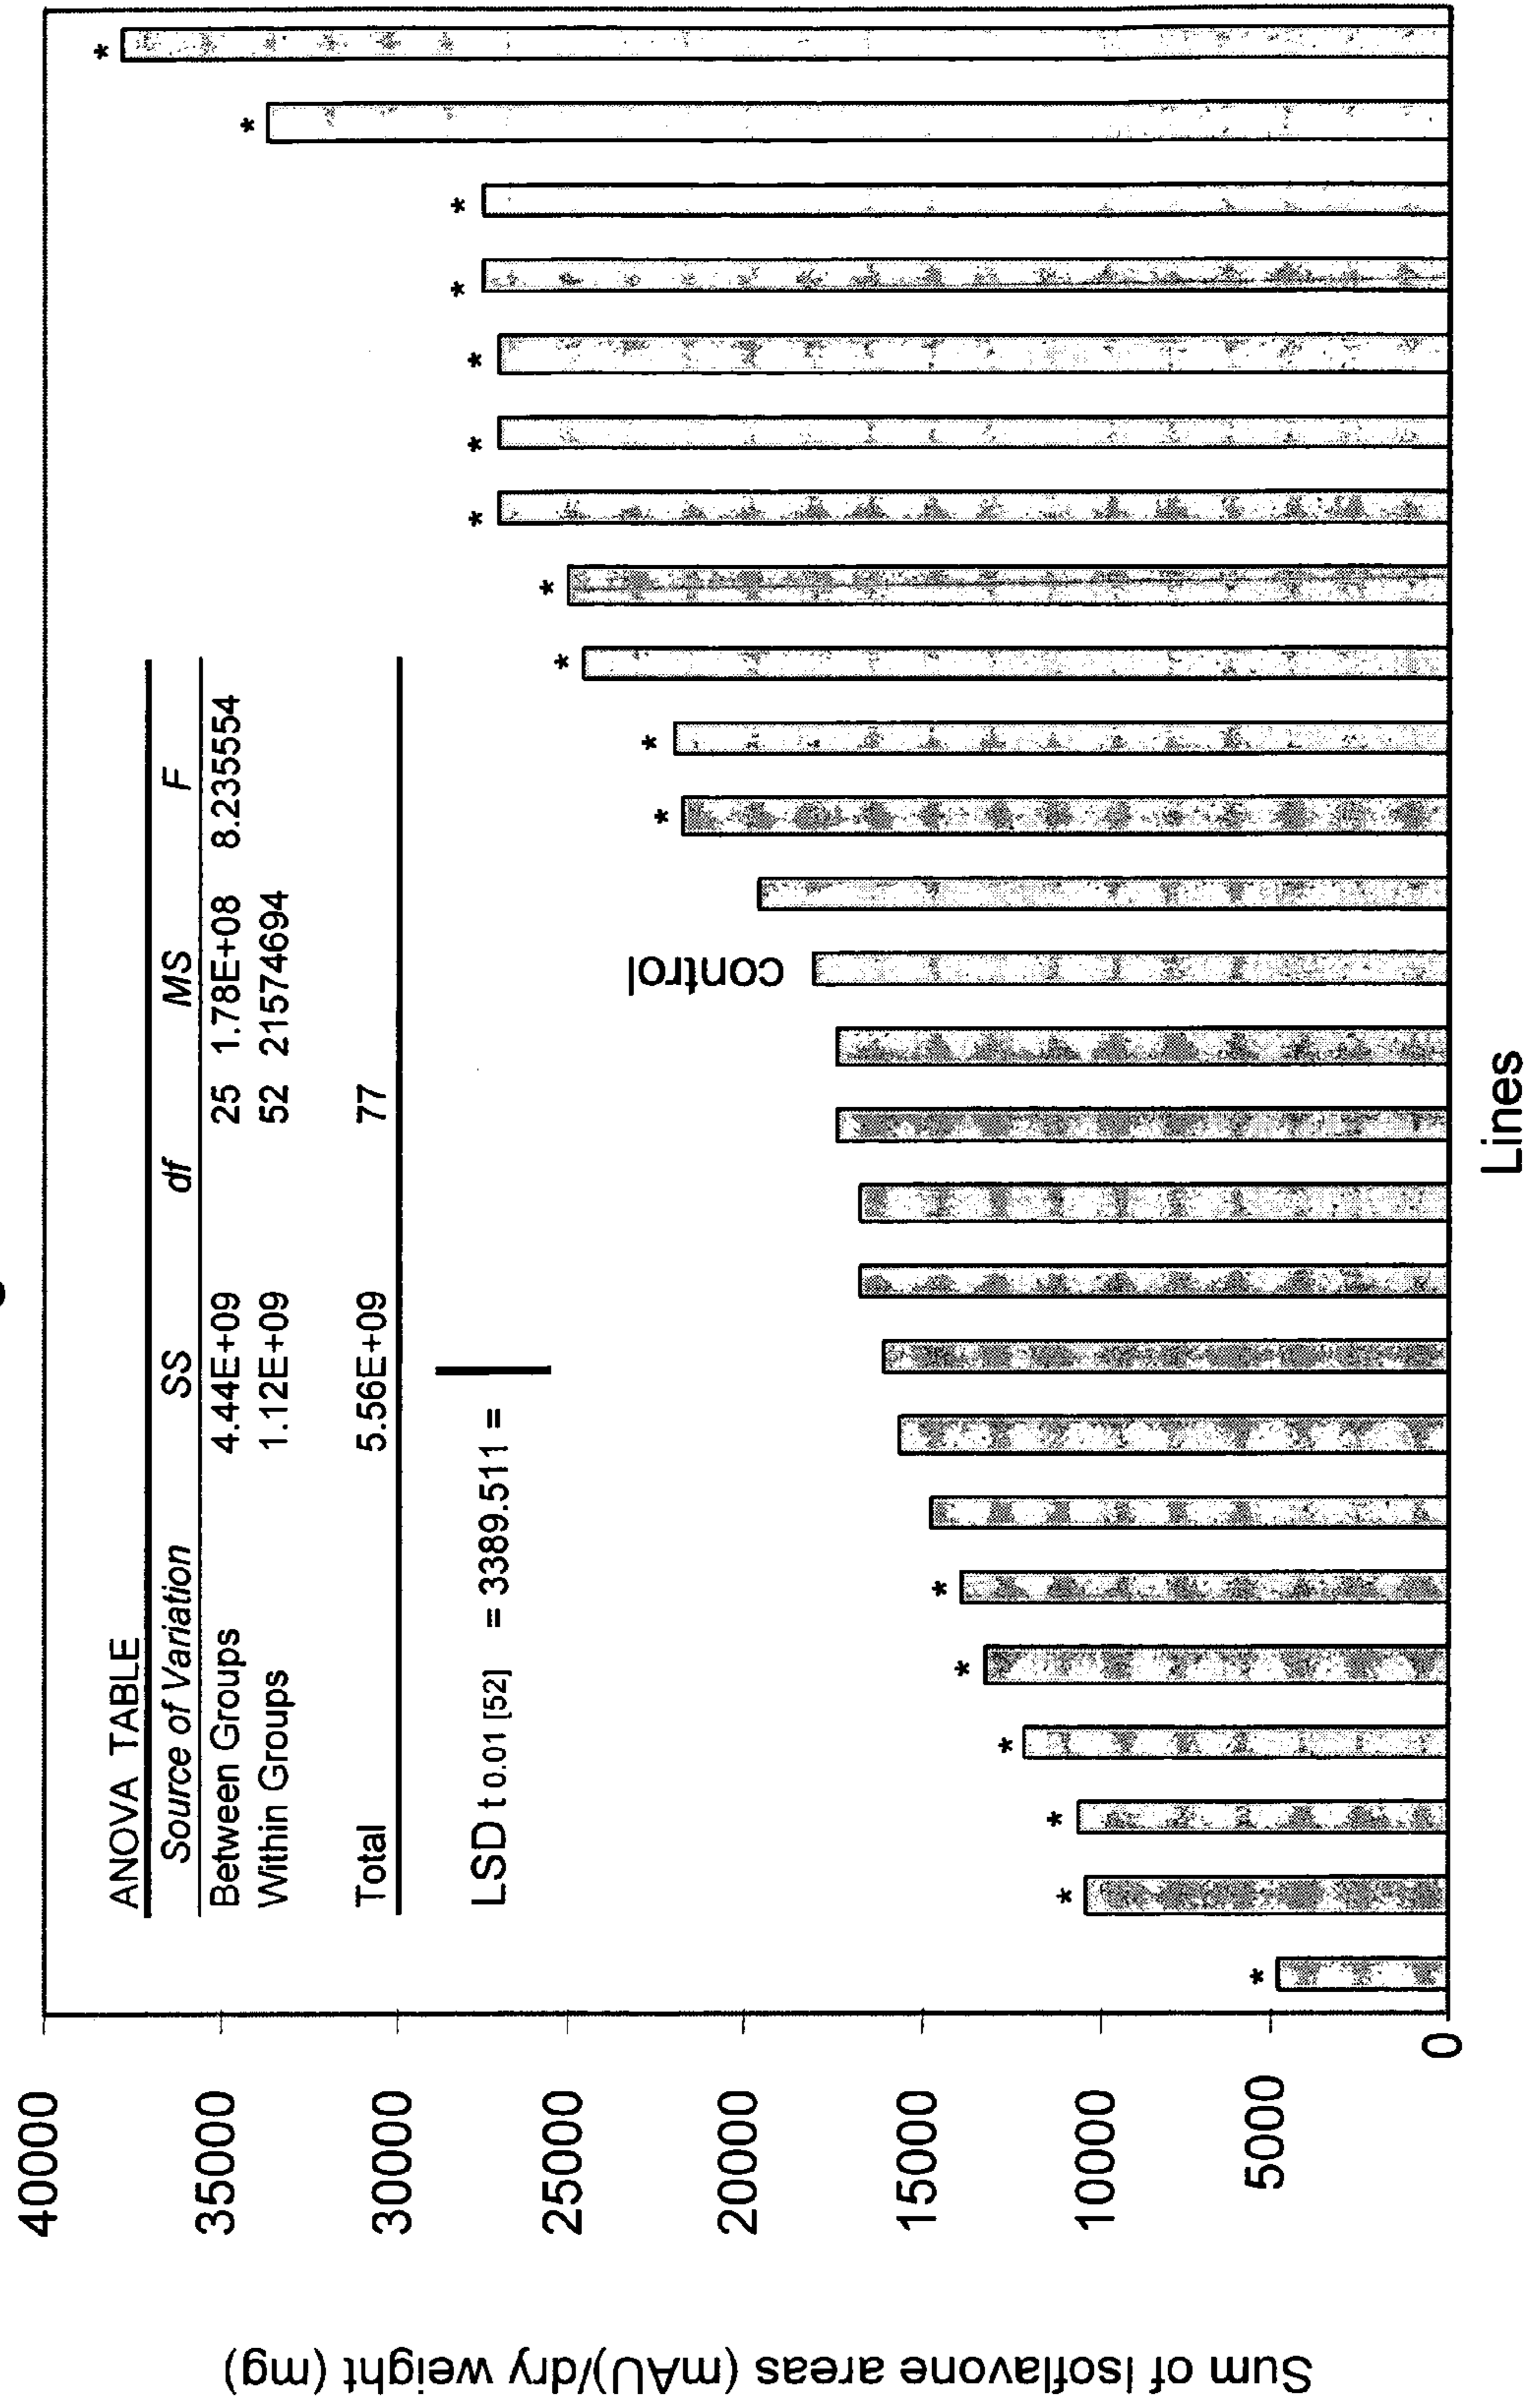 40000
35000
30000
25000
20000
15000
10000
5000
0
Sum of Isoflavone areas (mAU)/dry weight (mg)
ANOVA TABLE
Source of Variation SS df MS F
Between Groups 4.44E+09 25 1.78E+08 8.235554
Within Groups 1.12E+09 52 21574694
Total 5.56E+09 77
LSD t 0.01 [52] = 3389.511 =
* * * * * *
control
* * * * * * * * * * *
Lines